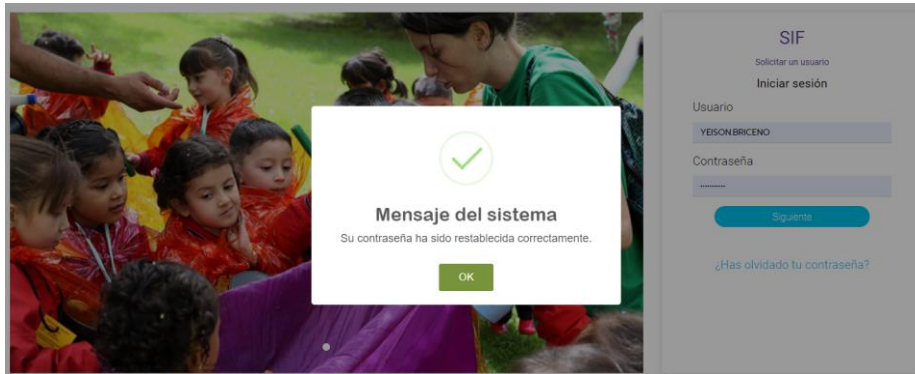 SIF
Solicitar un usuario
Iniciar sesión
Usuario
YEISON.BRICENO
Contraseña
Siguiente
¿Has olvidado tu contraseña?
Mensaje del sistema
Su contraseña ha sido restablecida correctamente.
OK